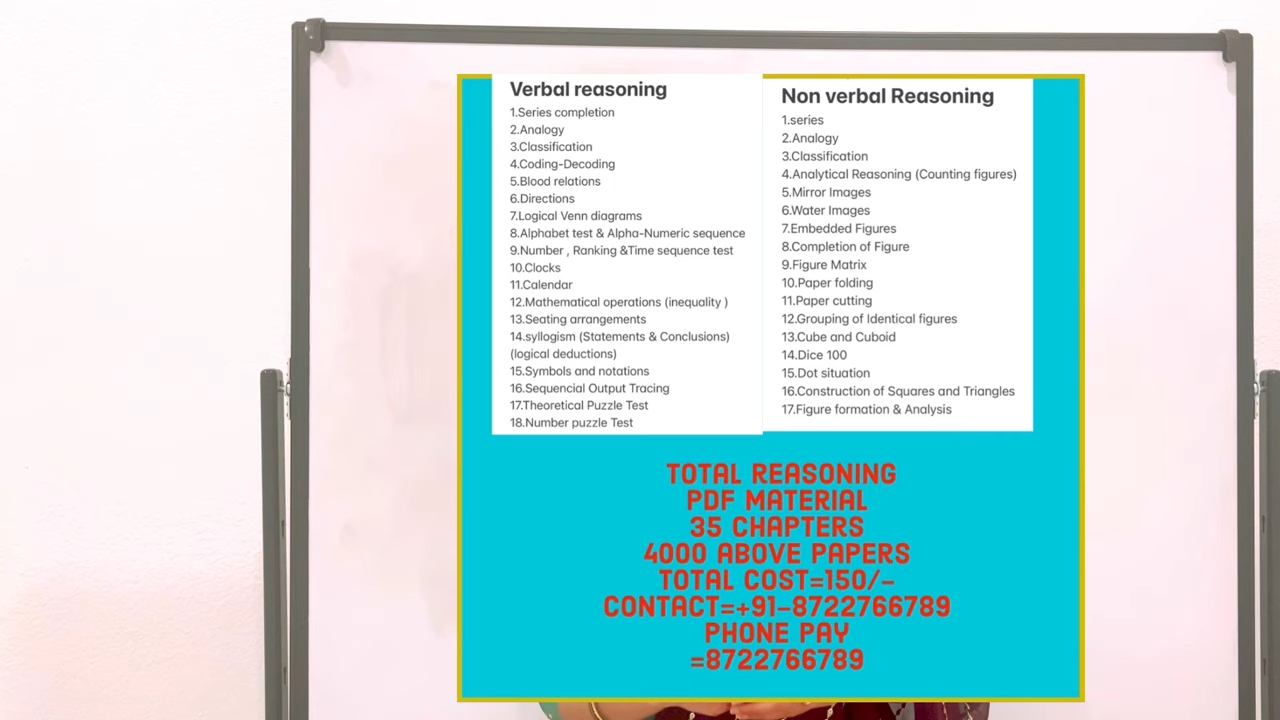 Verbal reasoning
1.Series completion
2.Analogy
3.Classification
4.Coding-Decoding
5.Blood relations
6.Directions
7.Logical Venn diagrams
8.Alphabet test & Alpha-Numeric sequence
9.Number , Ranking &Time sequence test
10.Clocks
11.Calendar
12.Mathematical operations (inequality )
13.Seating arrangements
14.syllogism (Statements & Conclusions)
(logical deductions)
15.Symbols and notations
16.Sequencial Output Tracing
17.Theoretical Puzzle Test
18.Number puzzle Test
Non verbal Reasoning
1.series
2.Analogy
3.Classification
4.Analytical Reasoning (Counting figures)
5.Mirror Images
6.Water Images
7.Embedded Figures
8.Completion of Figure
9.Figure Matrix
10.Paper folding
11.Paper cutting
12.Grouping of Identical figures
13.Cube and Cuboid
14.Dice 100
15.Dot situation
16.Construction of Squares and Triangles
17.Figure formation & Analysis
TOTAL REASONING
PDF MATERIAL
35 CHAPTERS
4000 ABOVE PAPERS
TOTAL COST=150/-
CONTACT=+91-8722766789
PHONE PAY
=8722766789